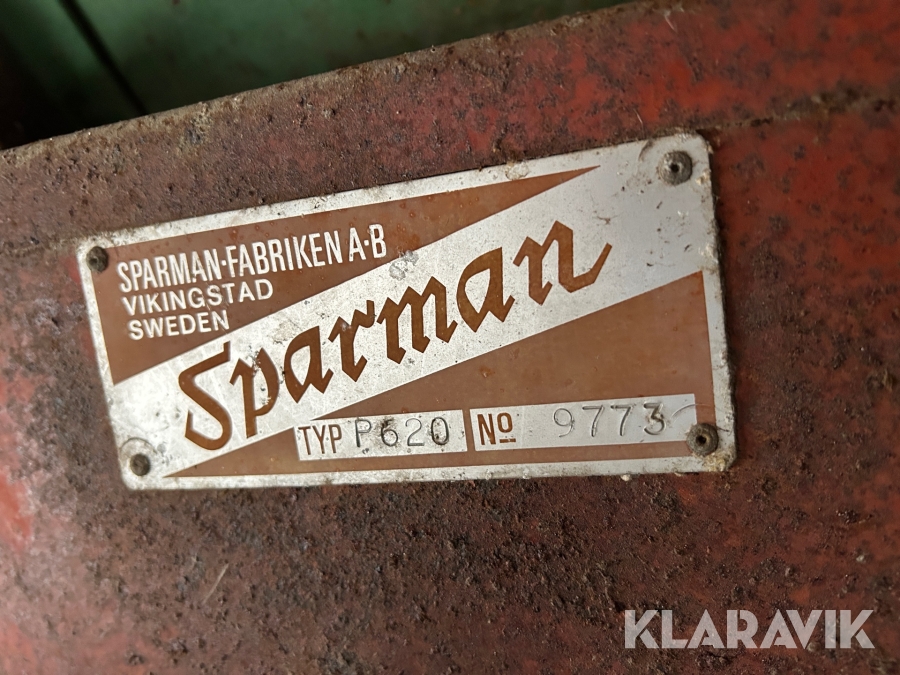 SPARMAN-FABRIKEN A·B
VIKINGSTAD
SWEDEN
Sparman
TYP P620 No 9773
KLARAVIK